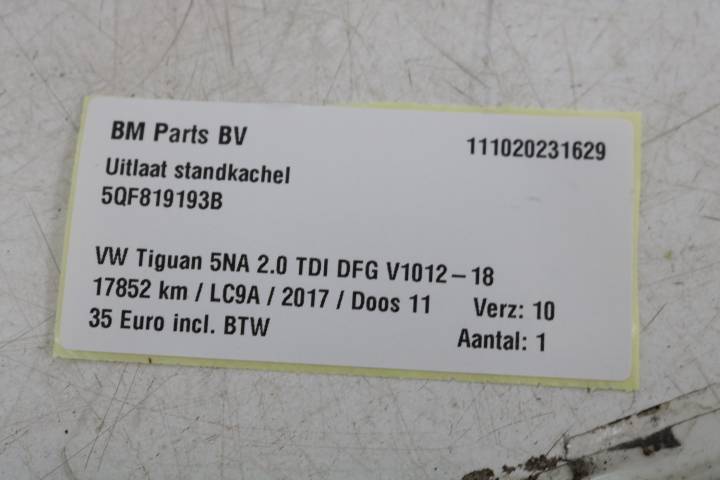 BM Parts BV 111020231629
Uitlaat standkachel
5QF819193B
VW Tiguan 5NA 2.0 TDI DFG V1012-18
17852 km / LC9A / 2017 / Doos 11 Verz: 10
35 Euro incl. BTW Aantal: 1